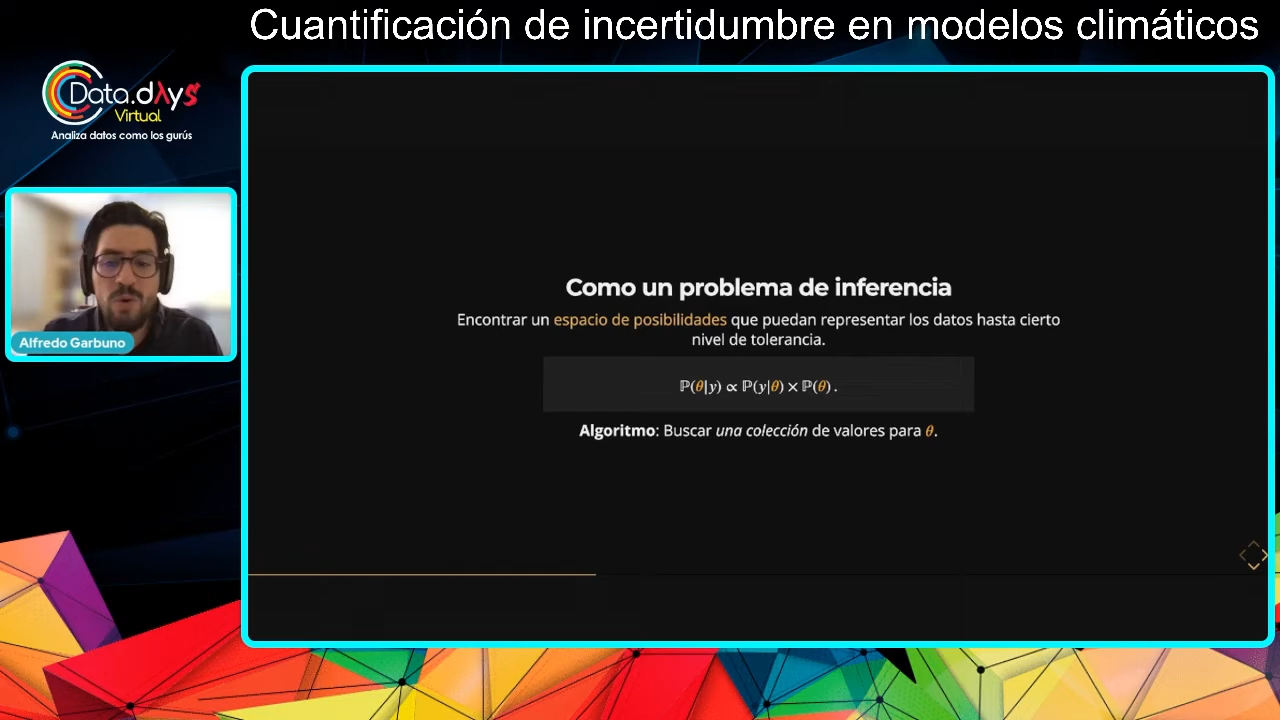 Cuantificación de incertidumbre en modelos climáticos
Data.dAys
Virtual
Analiza datos como los gurús
Alfredo Garbuno
Como un problema de inferencia
Encontrar un espacio de posibilidades que puedan representar los datos hasta cierto
nivel de tolerancia.
ℙ(θ|y) ∝ ℙ(y|θ) × ℙ(θ).
Algoritmo: Buscar una colección de valores para θ.